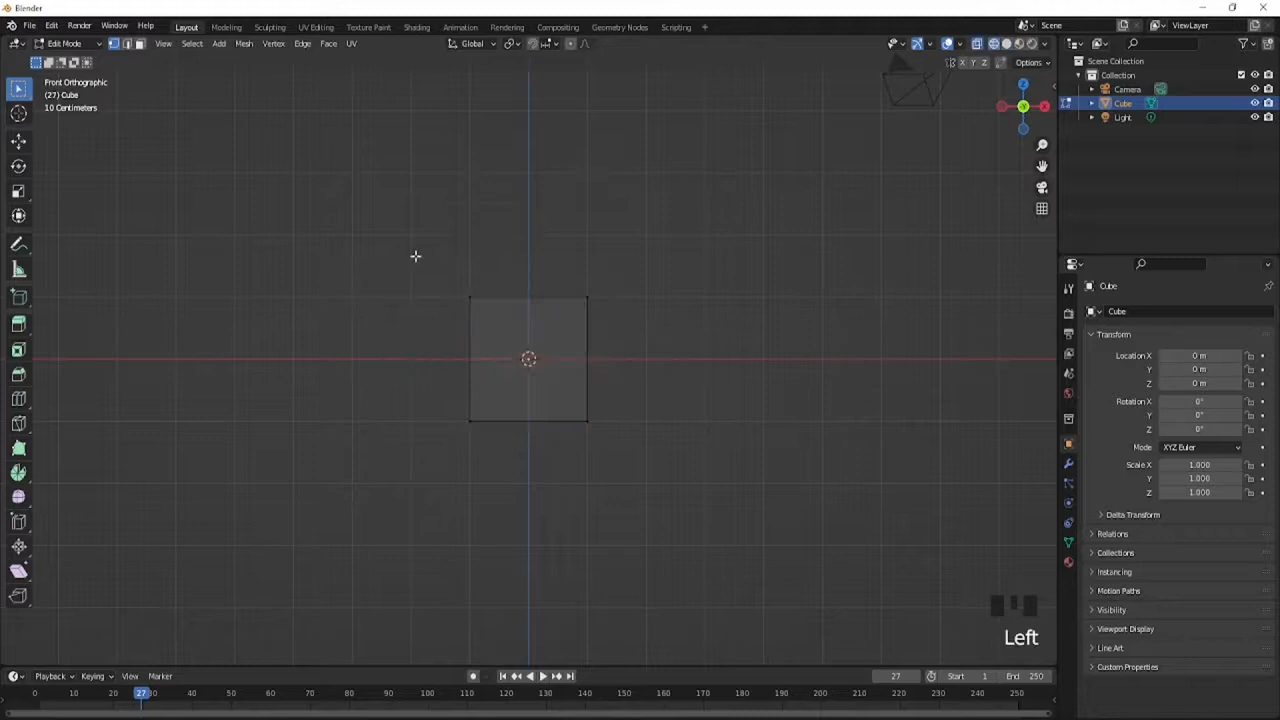 Blender
File Edit Render Window Help Layout Modeling Sculpting UV Editing Texture Paint Shading Animation Rendering Compositing Geometry Nodes Scripting + Scene ViewLayer
Edit Mode View Select Add Mesh Vertex Edge Face UV Global
X Y Z Options
Front Orthographic
(27) Cube
10 Centimeters
Z
Y
X
Scene Collection
Collection
Camera
Cube
Light
Cube
Cube
Transform
Location X 0 m
Y 0 m
Z 0 m
Rotation X 0°
Y 0°
Z 0°
Mode XYZ Euler
Scale X 1.000
Y 1.000
Z 1.000
Delta Transform
Relations
Collections
Instancing
Motion Paths
Visibility
Viewport Display
Line Art
Custom Properties
Left
Playback Keying View Marker 27 Start 1 End 250
0 10 20 27 40 50 60 70 80 90 100 110 120 130 140 150 160 170 180 190 200 210 220 230 240 250